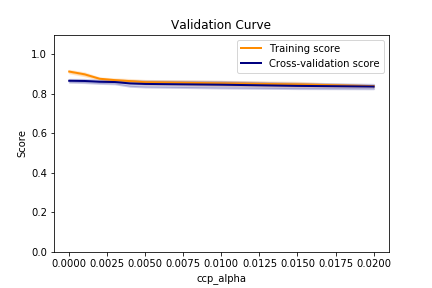 Validation Curve
Training score
Cross-validation score
1.0
0.8
0.6
0.4
0.2
0.0
Score
0.0000 0.0025 0.0050 0.0075 0.0100 0.0125 0.0150 0.0175 0.0200
ccp_alpha